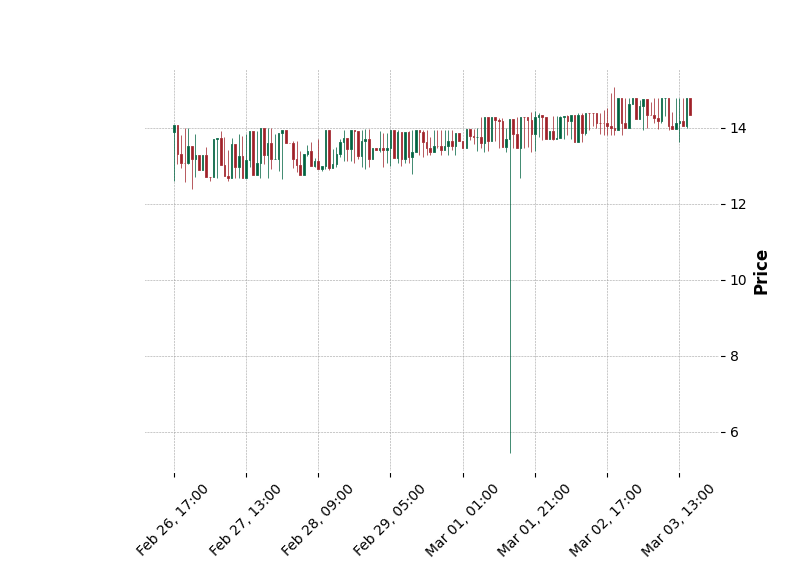 14
12
10
8
6
Price
Feb 26, 17:00
Feb 27, 13:00
Feb 28, 09:00
Feb 29, 05:00
Mar 01, 01:00
Mar 01, 21:00
Mar 02, 17:00
Mar 03, 13:00